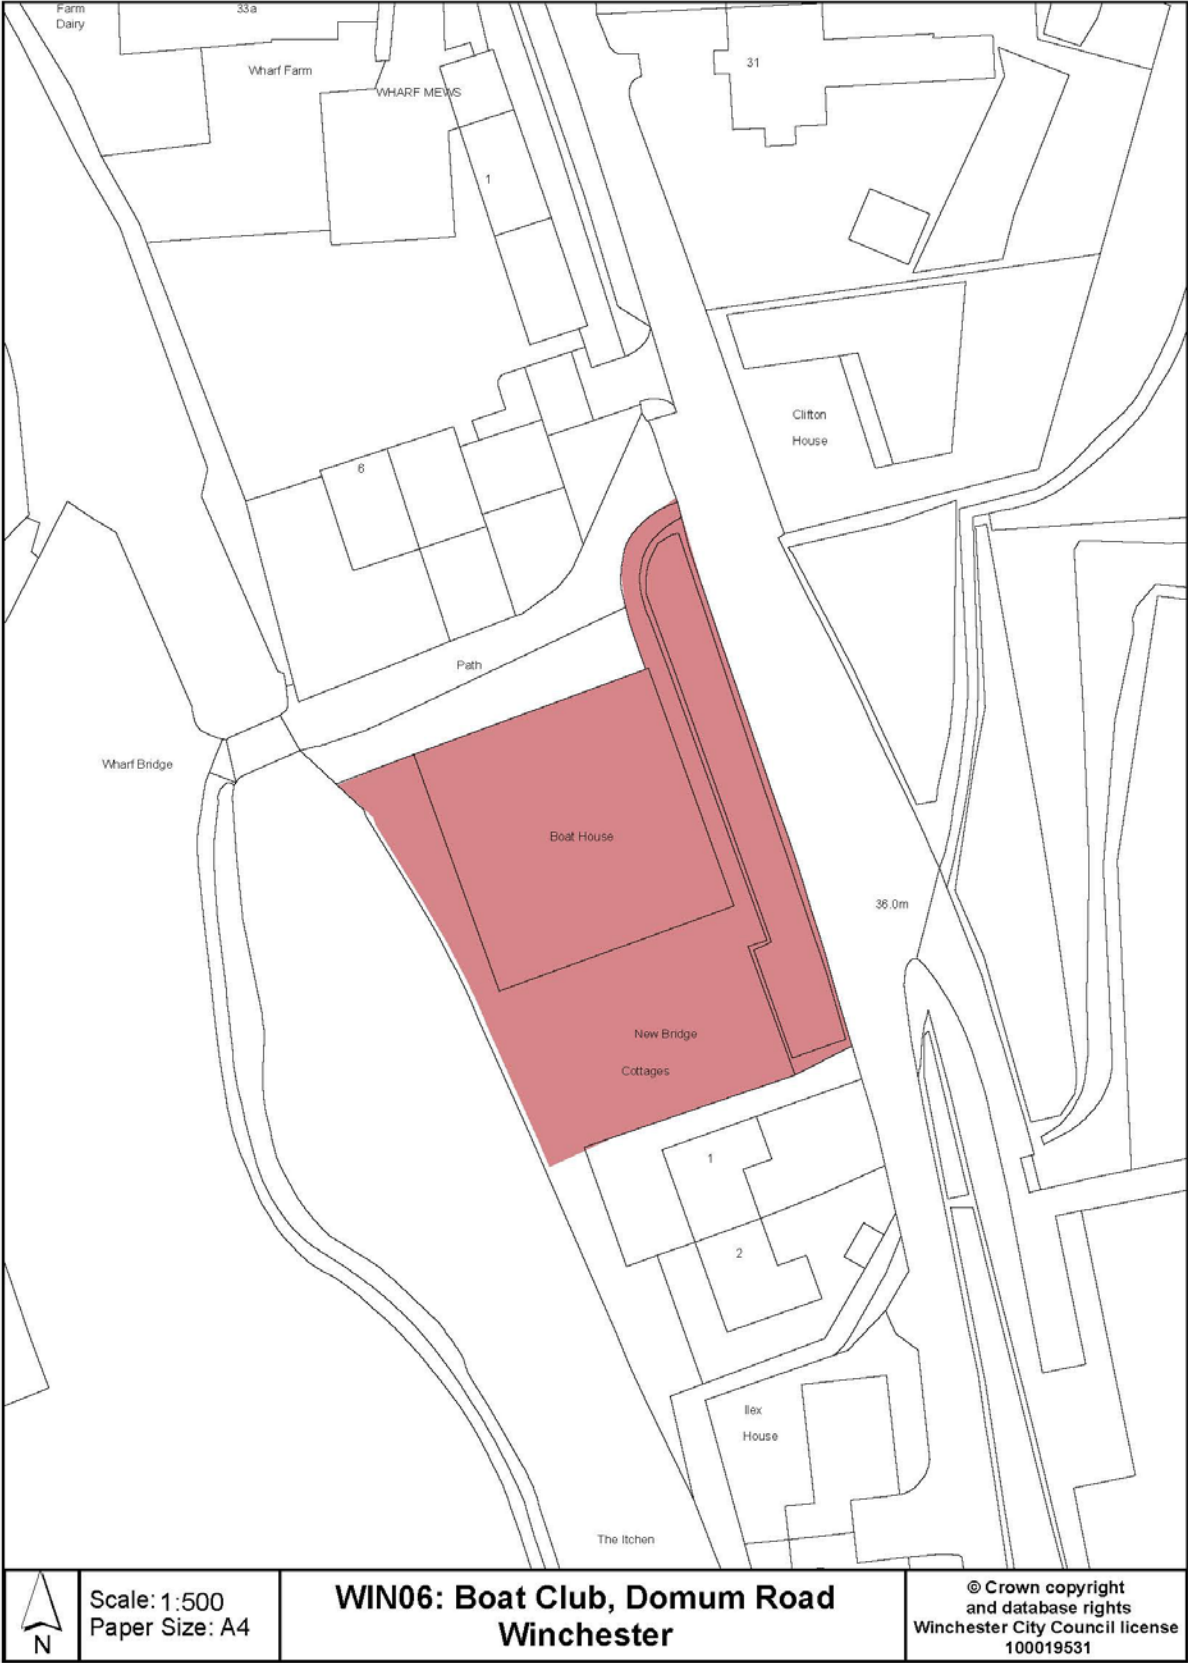 Farm
Dairy
33a
Wharf Farm
WHARF MEWS
31
1
Clifton
House
6
Path
Wharf Bridge
Boat House
36.0m
New Bridge
Cottages
1
2
Ilex
House
The Itchen
N
Scale: 1:500
Paper Size: A4
WIN06: Boat Club, Domum Road
Winchester
© Crown copyright
and database rights
Winchester City Council license
100019531